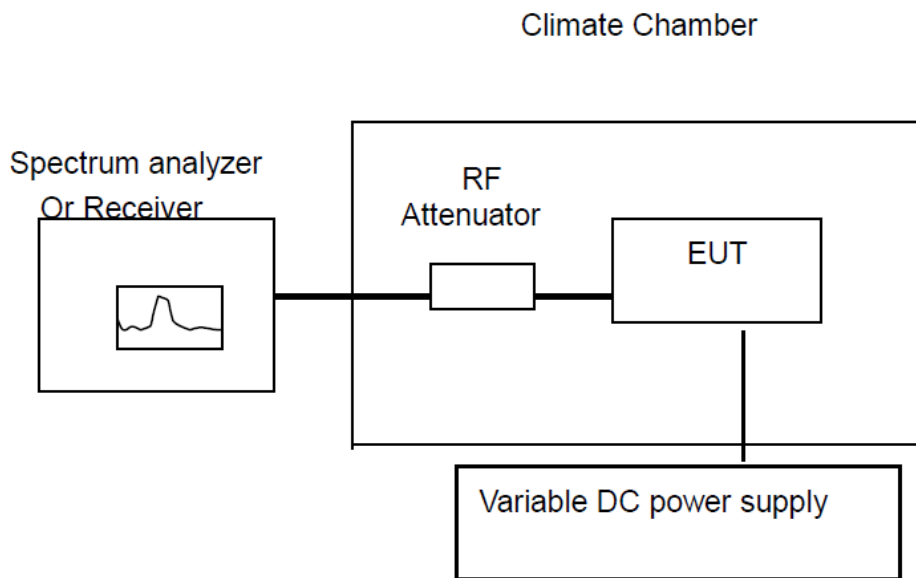 Climate Chamber
Spectrum analyzer
Or Receiver
RF
Attenuator
EUT
Variable DC power supply